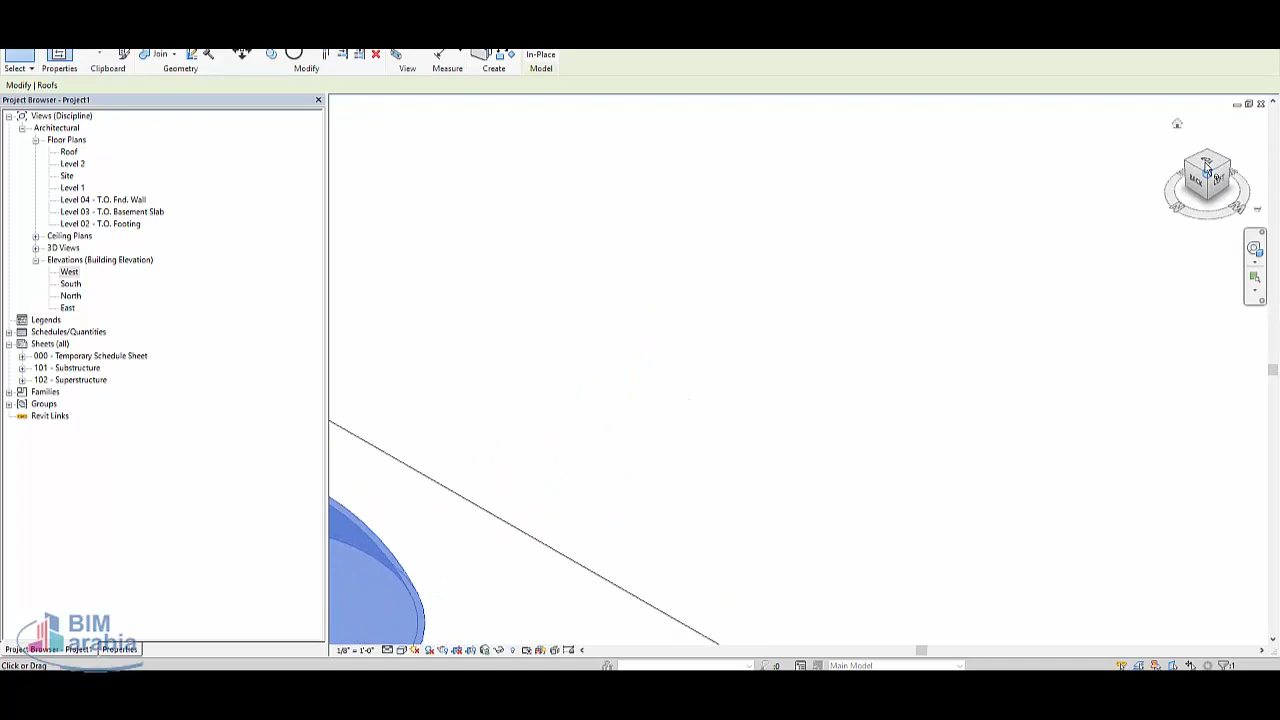 Join
In-Place
Select
Properties
Clipboard
Geometry
Modify
View
Measure
Create
Model
Modify | Roofs
Project Browser - Project1
Views (Discipline)
Architectural
Floor Plans
Roof
Level 2
Site
Level 1
Level 04 - T.O. Fnd. Wall
Level 03 - T.O. Basement Slab
Level 02 - T.O. Footing
Ceiling Plans
3D Views
Elevations (Building Elevation)
West
South
North
East
Legends
Schedules/Quantities
Sheets (all)
000 - Temporary Schedule Sheet
101 - Substructure
102 - Superstructure
Families
Groups
Revit Links
BACK
BIM
arabia
Project Browser - Project1
Properties
1/8" = 1'-0"
Click or Drag
:0
Main Model
:1